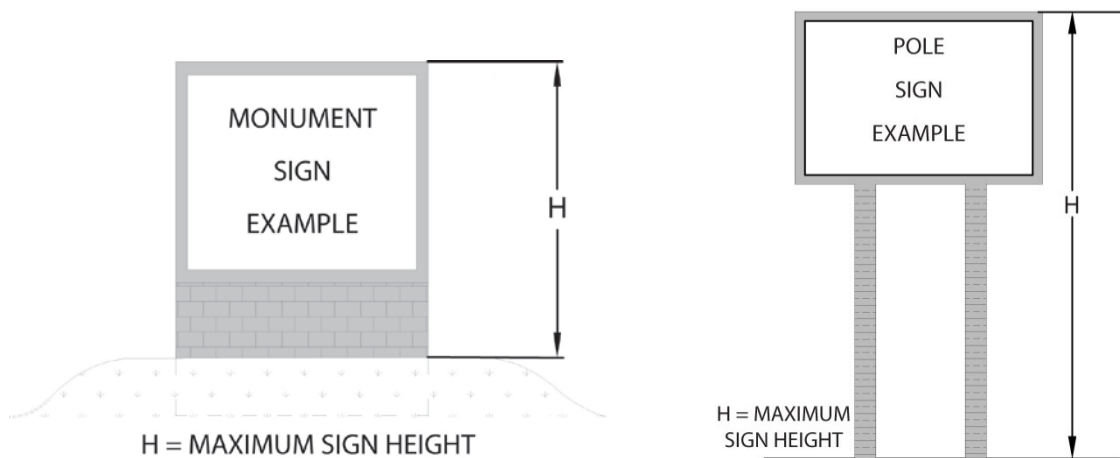 MONUMENT
SIGN
EXAMPLE
H
H = MAXIMUM SIGN HEIGHT
POLE
SIGN
EXAMPLE
H
H = MAXIMUM
SIGN HEIGHT